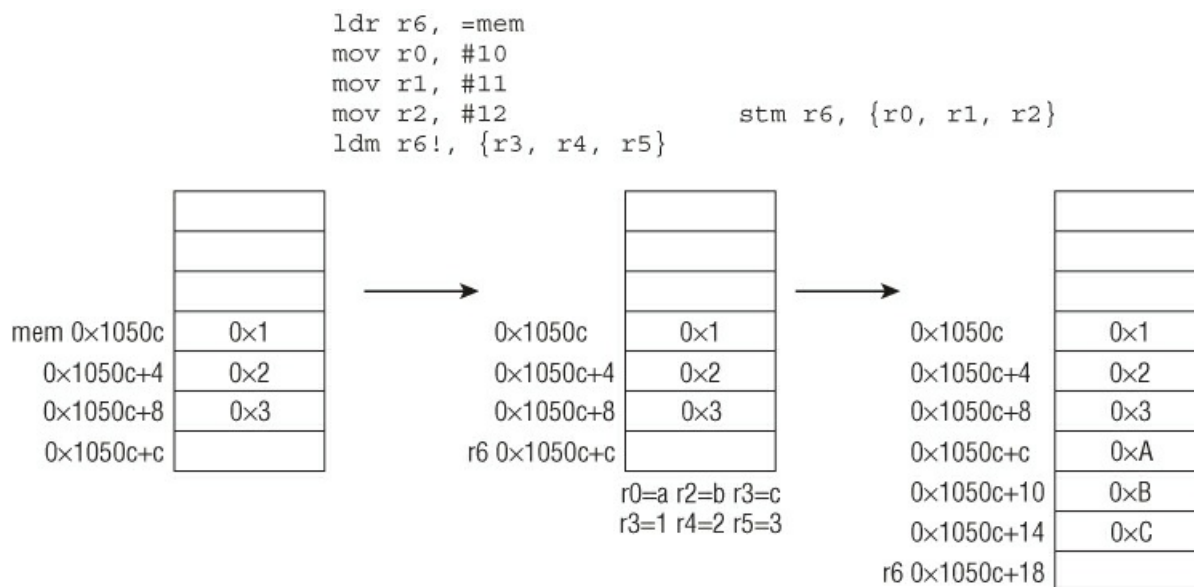 ldr r6, =mem
mov r0, #10
mov r1, #11
mov r2, #12
ldm r6!, {r3, r4, r5}
stm r6, {r0, r1, r2}
mem 0×1050c 0×1
0×1050c+4 0×2
0×1050c+8 0×3
0×1050c+c
0×1050c 0×1
0×1050c+4 0×2
0×1050c+8 0×3
r6 0×1050c+c
r0=a r2=b r3=c
r3=1 r4=2 r5=3
0×1050c 0×1
0×1050c+4 0×2
0×1050c+8 0×3
0×1050c+c 0×A
0×1050c+10 0×B
0×1050c+14 0×C
r6 0×1050c+18